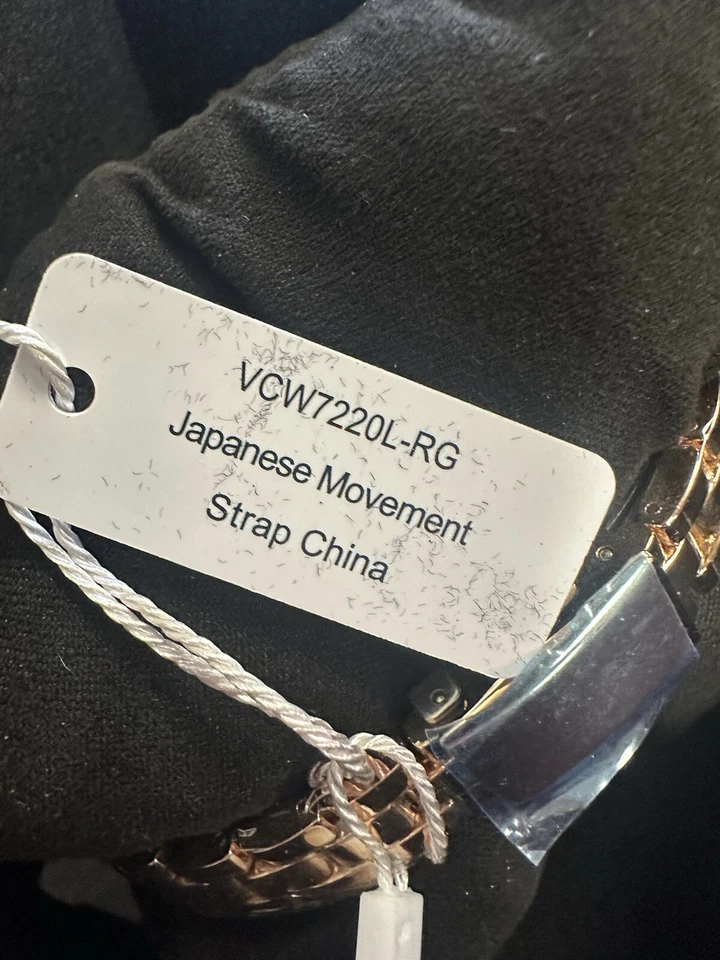 VCW7220L-RG
Japanese Movement
Strap China